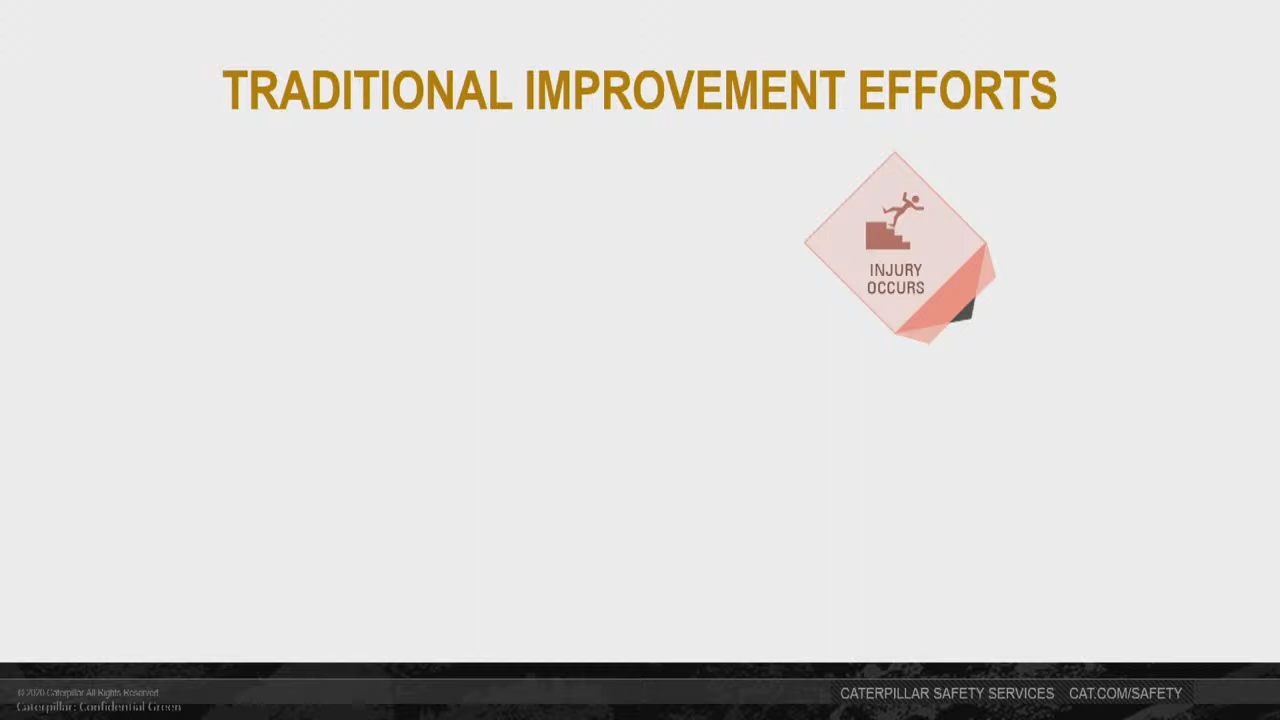 TRADITIONAL IMPROVEMENT EFFORTS
INJURY
OCCURS
© 2020 Caterpillar All Rights Reserved
Caterpillar: Confidential Green
CATERPILLAR SAFETY SERVICES CAT.COM/SAFETY